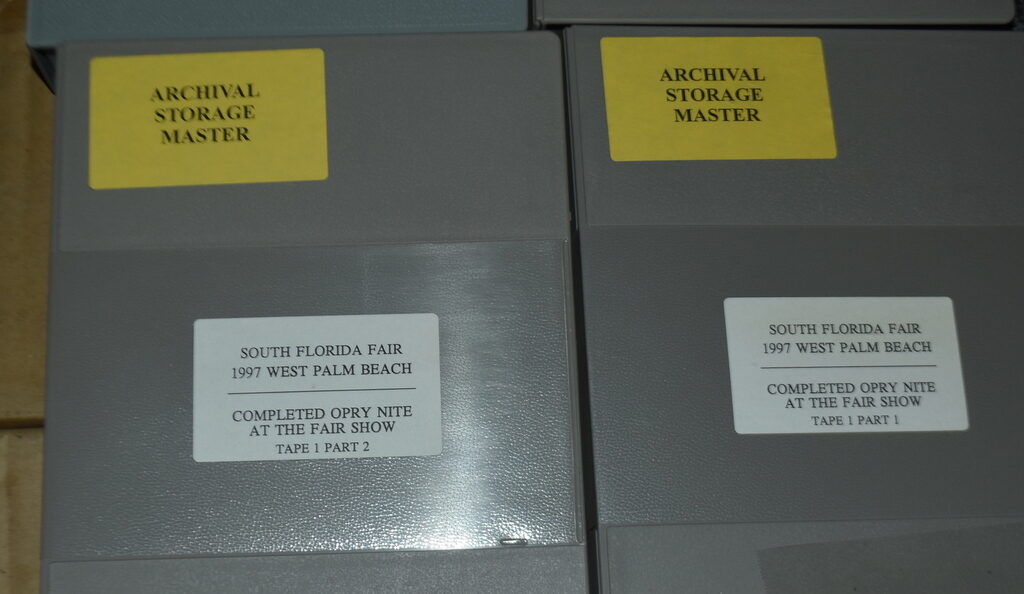 ARCHIVAL
STORAGE
MASTER
SOUTH FLORIDA FAIR
1997 WEST PALM BEACH
COMPLETED OPRY NITE
AT THE FAIR SHOW
TAPE 1 PART 2
ARCHIVAL
STORAGE
MASTER
SOUTH FLORIDA FAIR
1997 WEST PALM BEACH
COMPLETED OPRY NITE
AT THE FAIR SHOW
TAPE 1 PART 1